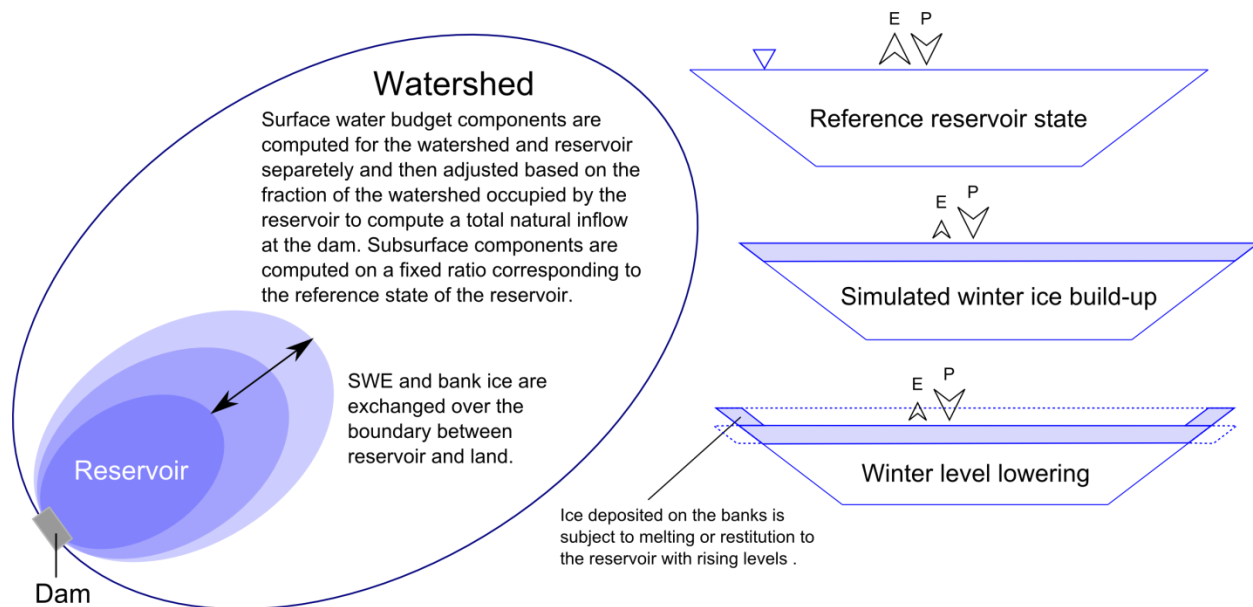 Watershed
Surface water budget components are
computed for the watershed and reservoir
separetely and then adjusted based on the
fraction of the watershed occupied by the
reservoir to compute a total natural inflow
at the dam. Subsurface components are
computed on a fixed ratio corresponding to
the reference state of the reservoir.
SWE and bank ice are
exchanged over the
boundary between
reservoir and land.
Reservoir
Dam
E P
Reference reservoir state
E P
Simulated winter ice build-up
E P
Winter level lowering
Ice deposited on the banks is
subject to melting or restitution to
the reservoir with rising levels .